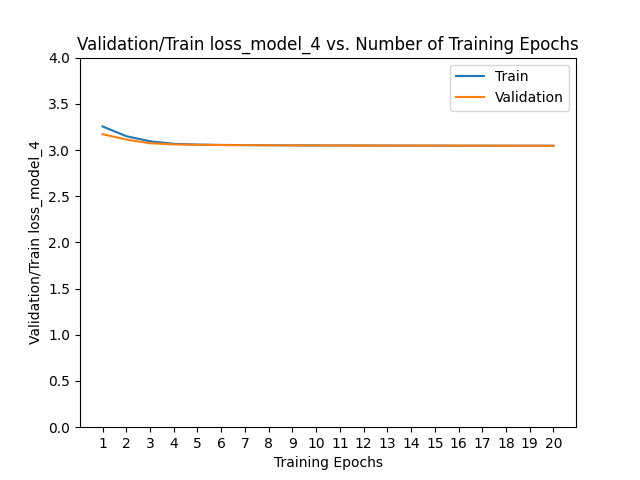 Validation/Train loss_model_4 vs. Number of Training Epochs
4.0
3.5
3.0
2.5
2.0
1.5
1.0
0.5
0.0
Validation/Train loss_model_4
Train
Validation
1 2 3 4 5 6 7 8 9 10 11 12 13 14 15 16 17 18 19 20
Training Epochs